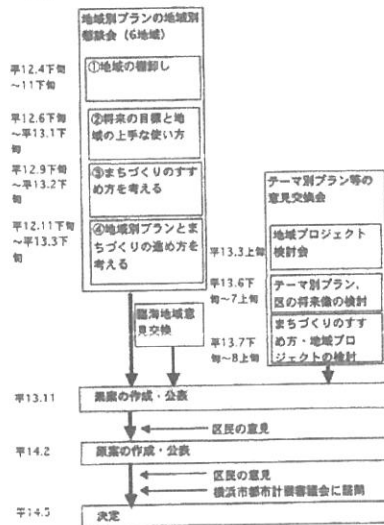 地域別プランの地域別
懇談会（6地域）
平12.4下旬
～11下旬
①地域の棚卸し
平12.6下旬
～平13.1下
旬
②将来の目標と地
域の上手な使い方
平12.9下旬
～平13.2下
旬
③まちづくりのすす
め方を考える
平12.11下旬
～平13.3下
旬
④地域別プランとま
ちづくりの進め方を
考える
テーマ別プラン等の
意見交換会
平13.3上旬
地域プロジェクト
検討会
平13.6下
旬～7上旬
テーマ別プラン,
区の将来像の検討
平13.7下
旬～8上旬
まちづくりのすす
め方・地域プロ
ジェクトの検討
臨海地域意
見交換
平13.11
素案の作成・公表
区民の意見
平14.2
原案の作成・公表
区民の意見
横浜市都市計画審議会に諮問
平14.5
決定